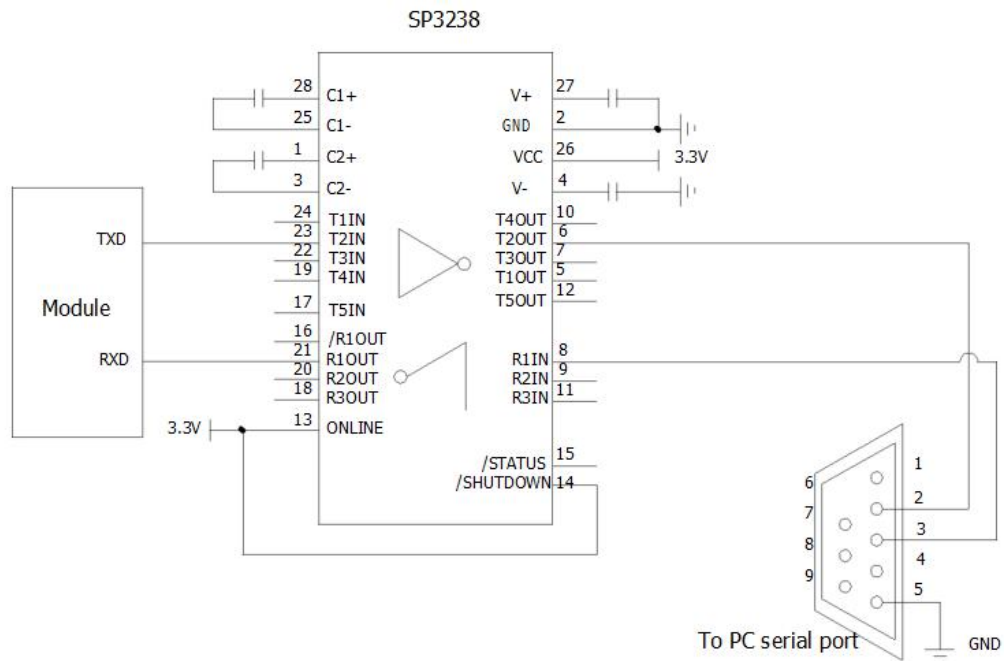 SP3238
28 C1+ V+ 27
25 C1- GND 2
1 C2+ VCC 26 3.3V
3 C2- V- 4
24 T1IN T4OUT 10
TXD 23 T2IN T2OUT 6
22 T3IN T3OUT 7
19 T4IN T1OUT 5
17 T5IN T5OUT 12
Module
16 /R1OUT
RXD 21 R1OUT R1IN 8
20 R2OUT R2IN 9
18 R3OUT R3IN 11
3.3V 13 ONLINE
/STATUS 15
/SHUTDOWN 14
1
6
2
7
3
8
4
9
5
To PC serial port
GND